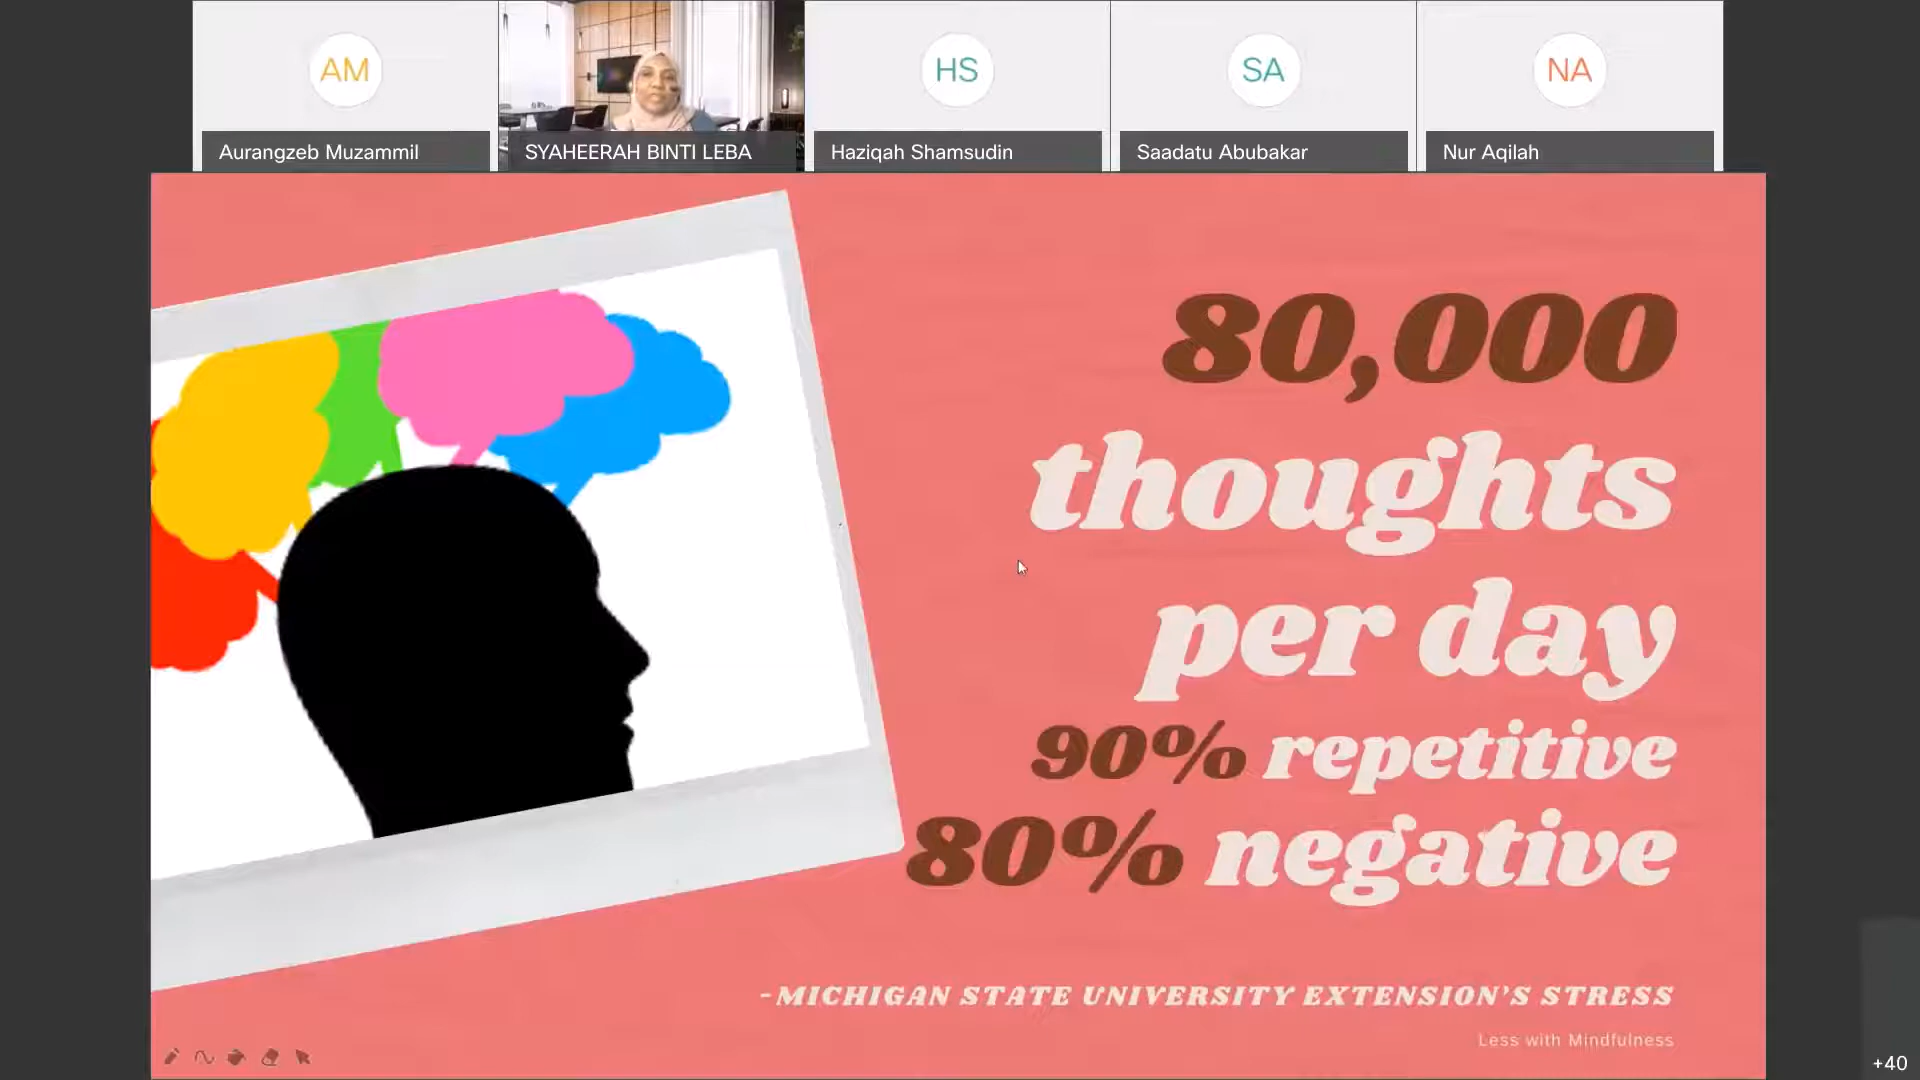 AM
HS
SA
NA
Aurangzeb Muzammil
SYAHEERAH BINTI LEBA
Haziqah Shamsudin
Saadatu Abubakar
Nur Aqilah
80,000
thoughts
per day
90% repetitive
80% negative
-MICHIGAN STATE UNIVERSITY EXTENSION'S STRESS
Less with Mindfulness
+40